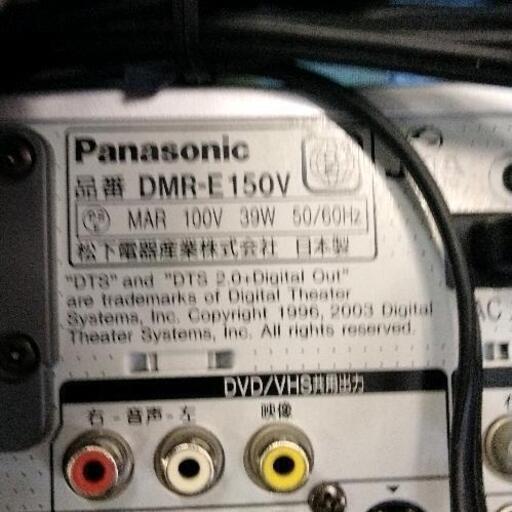 Panasonic
品番 DMR-E150V
MAR 100V 39W 50/60Hz
松下電器産業株式会社 日本製
"DTS" and "DTS 2.0+Digital Out"
are trademarks of Digital Theater
Systems, Inc. Copyright 1996, 2003 Digital
Theater Systems, Inc. All rights reserved.
DVD/VHS共用出力
右 - 音声 - 左
映像
AC